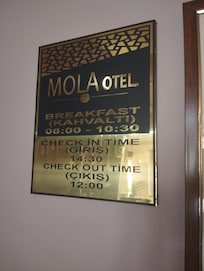 MOLA OTEL
BREAKFAST
(KAHVALTI)
08:00 - 10:30
CHECK IN TIME
(GİRİŞ)
14:30
CHECK OUT TIME
(ÇIKIŞ)
12:00